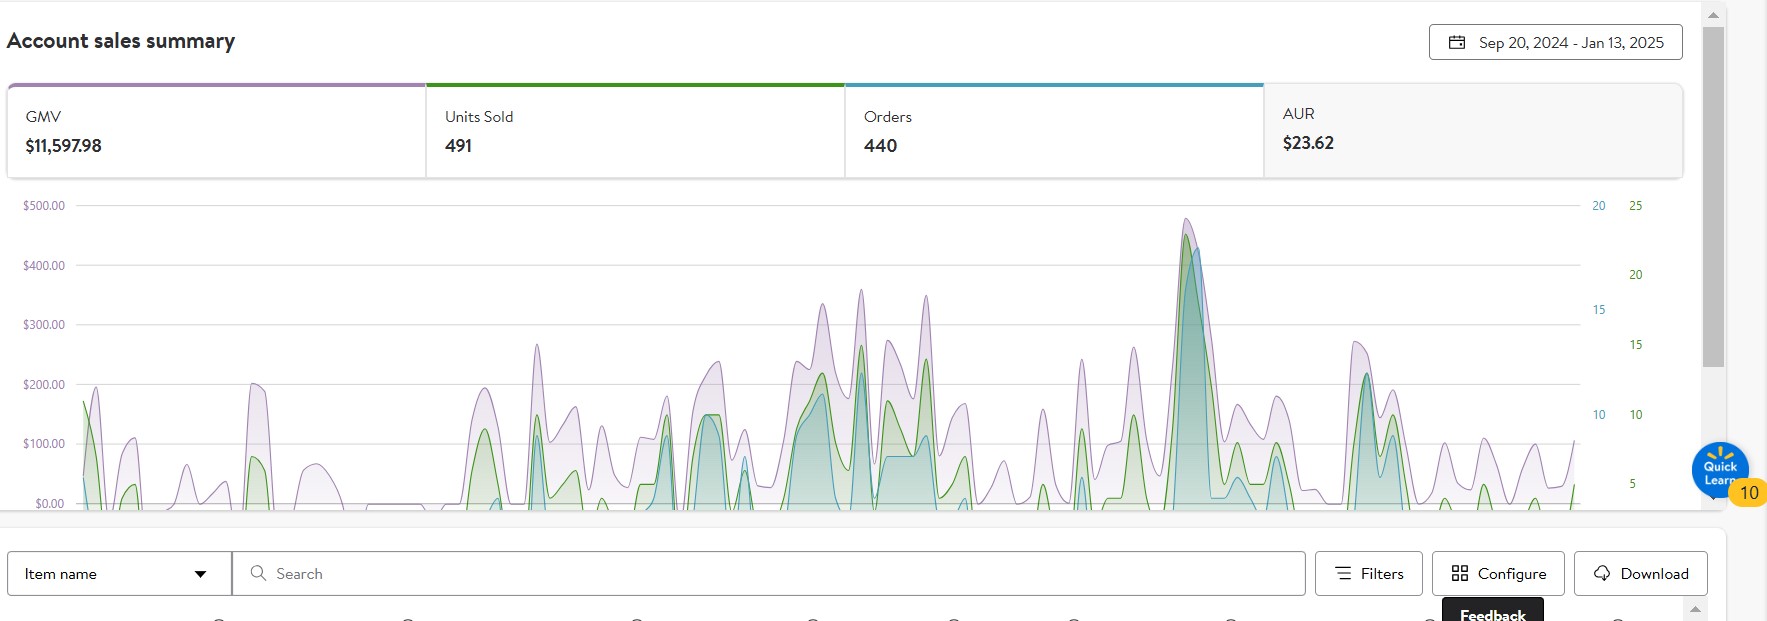 Account sales summary
Sep 20, 2024 - Jan 13, 2025
GMV
$11,597.98
Units Sold
491
Orders
440
AUR
$23.62
$500.00
$400.00
$300.00
$200.00
$100.00
$0.00
20
15
10
25
20
15
10
5
Quick
Learn
10
Item name
Search
Filters
Configure
Download
Feedback